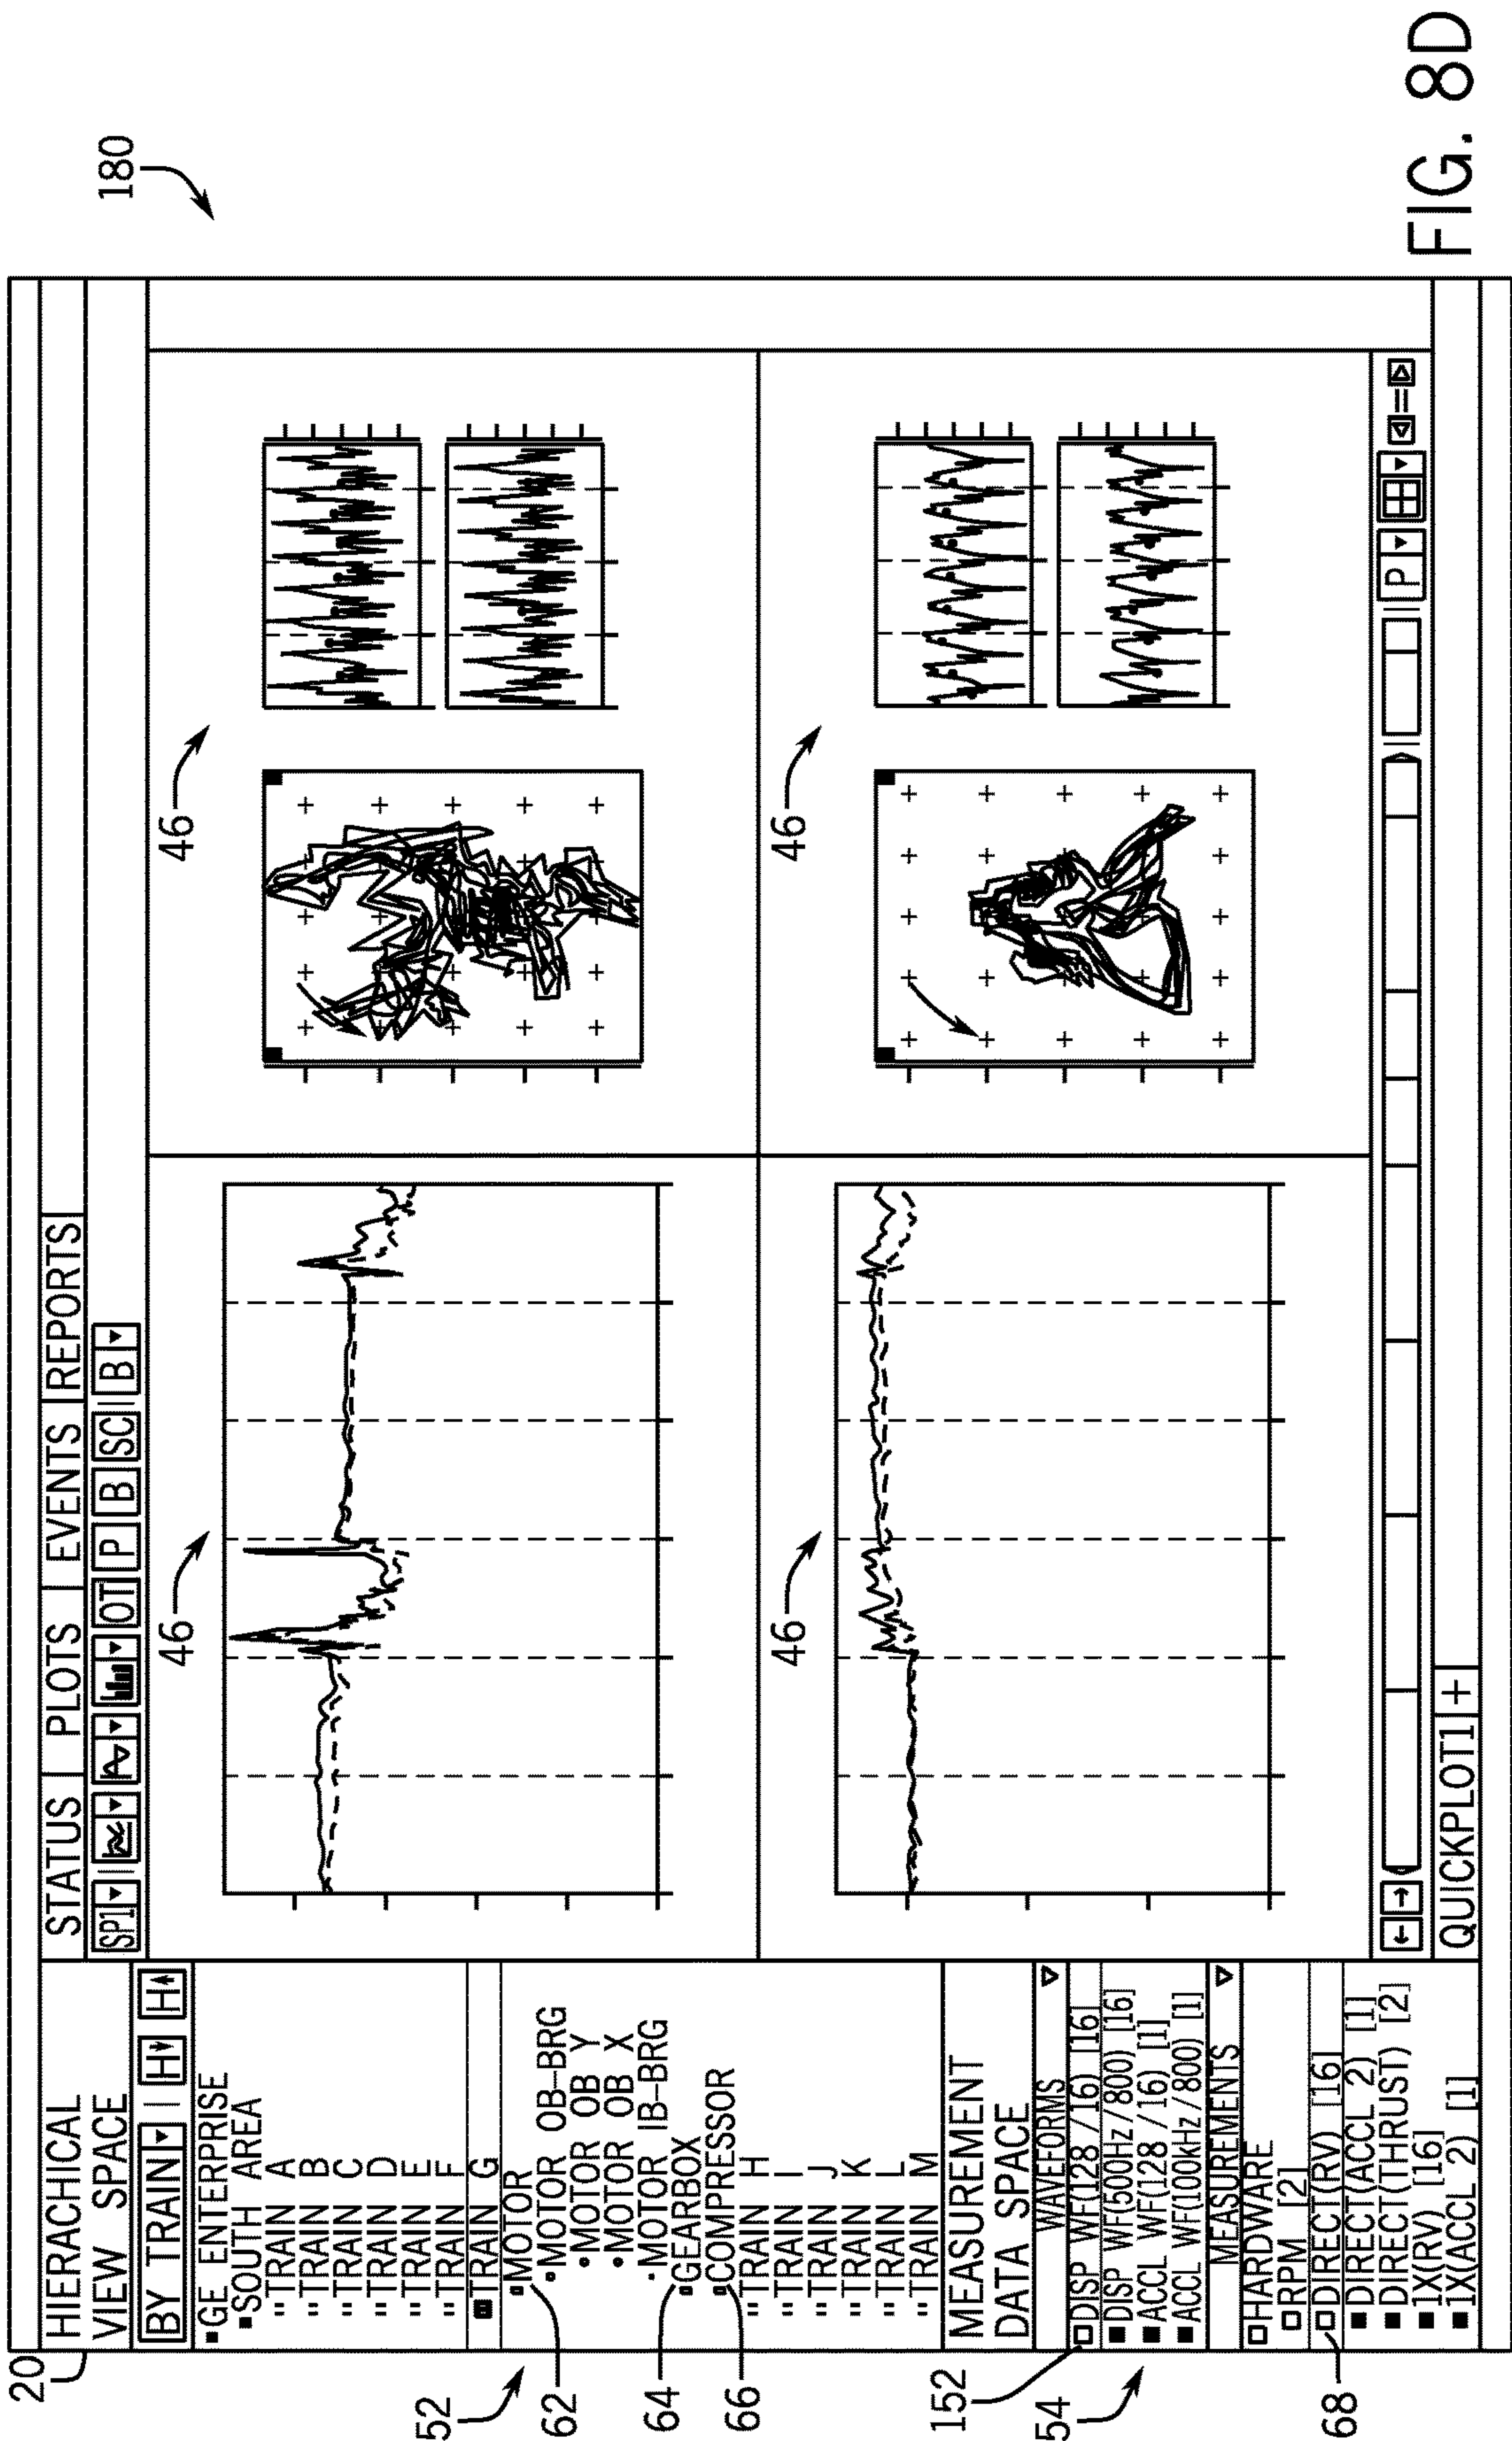 180
20
HIERACHICAL
VIEW SPACE
STATUS
PLOTS
EVENTS
REPORTS
BY TRAIN
H
H
SP1
OT
P
B
SC
B
GE ENTERPRISE
SOUTH AREA
" TRAIN A
" TRAIN B
" TRAIN C
" TRAIN D
" TRAIN E
" TRAIN F
TRAIN G
MOTOR
MOTOR OB-BRG
MOTOR OB Y
MOTOR OB X
MOTOR IB-BRG
GEARBOX
COMPRESSOR
" TRAIN H
" TRAIN I
" TRAIN J
" TRAIN K
" TRAIN L
" TRAIN M
52
62
64
66
46
46
46
46
MEASUREMENT
DATA SPACE
WAVEFORMS
DISP WF(128 /16) [16]
DISP WF(500Hz/800) [16]
ACCL WF(128 /16) [1]
ACCL WF(100kHz/800) [1]
MEASUREMENTS
HARDWARE
RPM [2]
DIRECT(RV) [16]
DIRECT(ACCL 2) [1]
DIRECT(THRUST) [2]
1X(RV) [16]
1X(ACCL 2) [1]
152
54
68
P
QUICKPLOT1
+
FIG. 8D